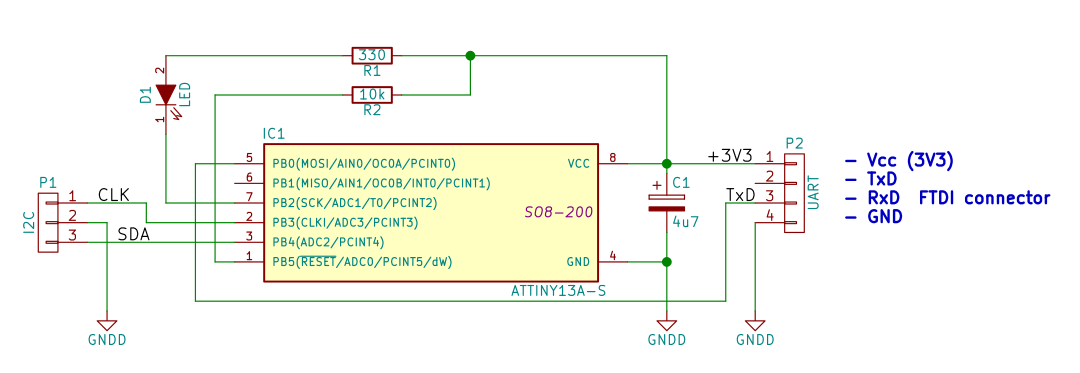 330
R1
10k
R2
D1
LED
2
1
IC1
5 PB0(MOSI/AIN0/OC0A/PCINT0) VCC 8
6 PB1(MISO/AIN1/OC0B/INT0/PCINT1)
7 PB2(SCK/ADC1/T0/PCINT2)
2 PB3(CLKI/ADC3/PCINT3)
3 PB4(ADC2/PCINT4)
1 PB5(RESET/ADC0/PCINT5/dW) GND 4
SO8-200
ATTINY13A-S
P1
I2C
1 CLK
2
3 SDA
GNDD
+ C1
4u7
GNDD
+3V3
TxD
P2
UART
1
2
3
4
GNDD
- Vcc (3V3)
- TxD
- RxD FTDI connector
- GND